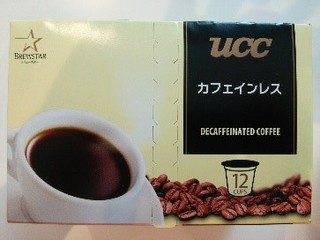 BREWSTAR
ucc
カフェインレス
DECAFFEINATED COFFEE
12
CUPS